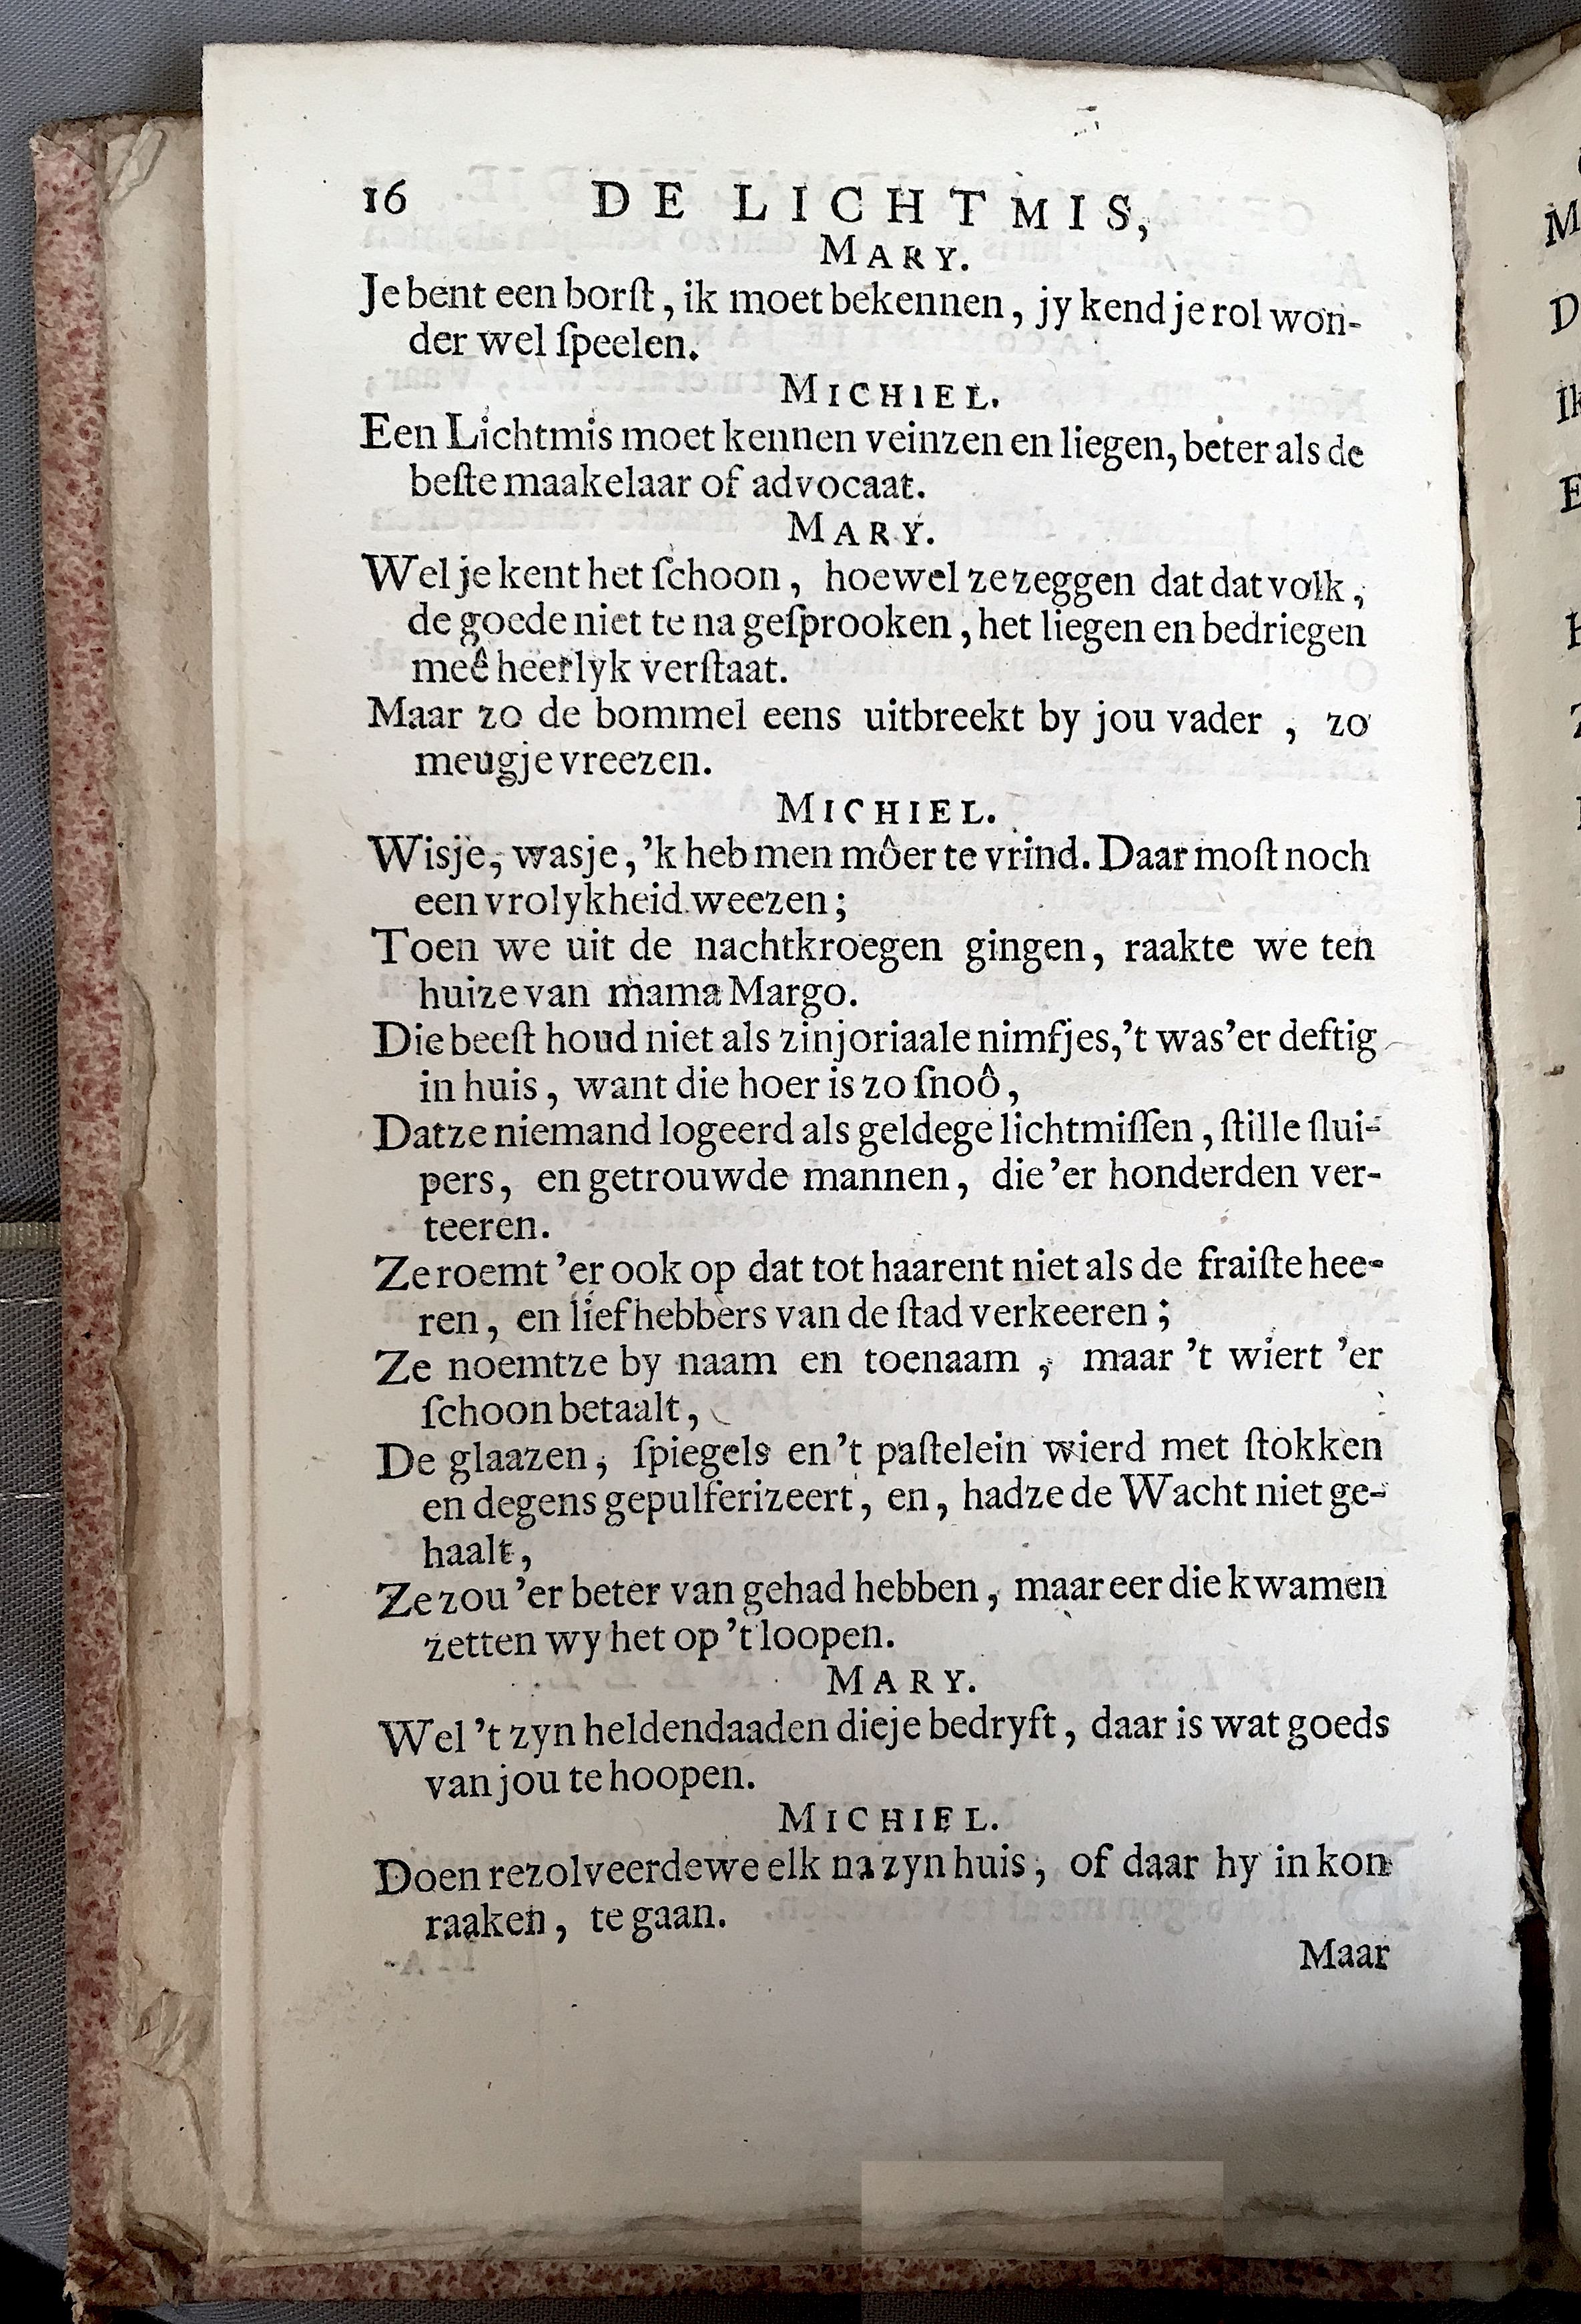 16 DE LICHTMIS,
MARY.
Je bent een borſt, ik moet bekennen, jy kend je rol won-
der wel ſpeelen.
MICHIEL.
Een Lichtmis moet kennen veinzen en liegen, beter als de
beſte maakelaar of advocaat.
MARY.
Wel je kent het ſchoon, hoewel ze zeggen dat dat volk,
de goede niet te na geſprooken, het liegen en bedriegen
meê heerlyk verſtaat.
Maar zo de bommel eens uitbreekt by jou vader, zo
meugje vreezen.
MICHIEL.
Wisje, wasje, 'k heb men môer te vrind. Daar moſt noch
een vrolykheid weezen;
Toen we uit de nachtkroegen gingen, raakte we ten
huize van mama Margo.
Die beeſt houd niet als zinjoriaale nimfjes, 't was'er deftig
in huis, want die hoer is zo ſnoô,
Datze niemand logeerd als geldege lichtmiſſen, ſtille ſlui-
pers, en getrouwde mannen, die 'er honderden ver-
teeren.
Ze roemt 'er ook op dat tot haarent niet als de fraiſte hee-
ren, en liefhebbers van de ſtad verkeeren;
Ze noemtze by naam en toenaam, maar 't wiert 'er
ſchoon betaalt,
De glaazen, ſpiegels en 't paſtelein wierd met ſtokken
en degens gepulferizeert, en, hadze de Wacht niet ge-
haalt,
Ze zou 'er beter van gehad hebben, maar eer die kwamen
zetten wy het op 't loopen.
MARY.
Wel 't zyn heldendaaden dieje bedryft, daar is wat goeds
van jou te hoopen.
MICHIEL.
Doen rezolveerdewe elk na zyn huis, of daar hy in kon
raaken, te gaan.
Maar